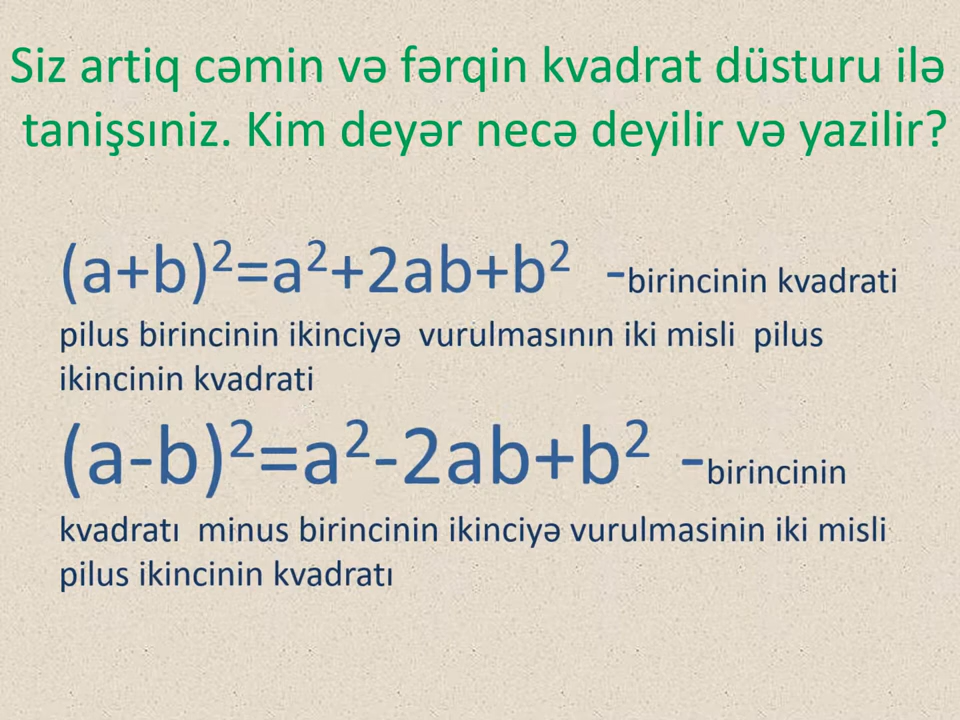 Siz artiq cəmin və fərqin kvadrat düsturu ilə
tanişsınız. Kim deyər necə deyilir və yazilir?
(a+b)²=a²+2ab+b² -birincinin kvadrati
pilus birincinin ikinciyə vurulmasının iki misli pilus
ikincinin kvadrati
(a-b)²=a²-2ab+b² -birincinin
kvadratı minus birincinin ikinciyə vurulmasinin iki misli
pilus ikincinin kvadratı